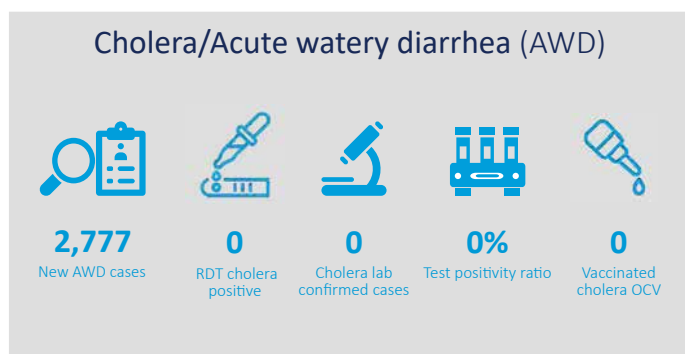 Cholera/Acute watery diarrhea (AWD)
2,777
New AWD cases
0
RDT cholera
positive
0
Cholera lab
confirmed cases
0%
Test positivity ratio
0
Vaccinated
cholera OCV